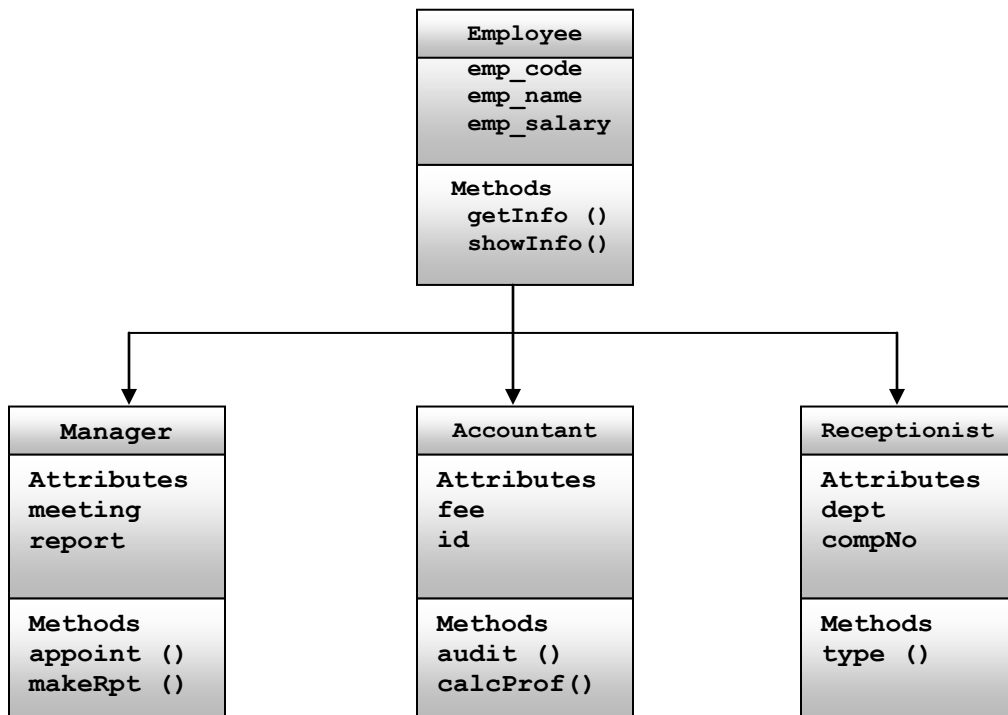 Employee
emp_code
emp_name
emp_salary
Methods
getInfo ()
showInfo()
Manager
Attributes
meeting
report
Methods
appoint ()
makeRpt ()
Accountant
Attributes
fee
id
Methods
audit ()
calcProf()
Receptionist
Attributes
dept
compNo
Methods
type ()